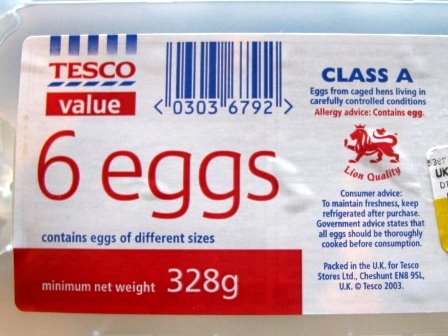 TESCO
value
0303 6792
6 eggs
contains eggs of different sizes
minimum net weight 328g
CLASS A
Eggs from caged hens living in
carefully controlled conditions
Allergy advice: Contains egg.
Lion Quality
Consumer advice:
To maintain freshness, keep
refrigerated after purchase.
Government advice states that
all eggs should be thoroughly
cooked before consumption.
Packed in the U.K. for Tesco
Stores Ltd., Cheshunt EN8 9SL,
U.K. © Tesco 2003.
UK